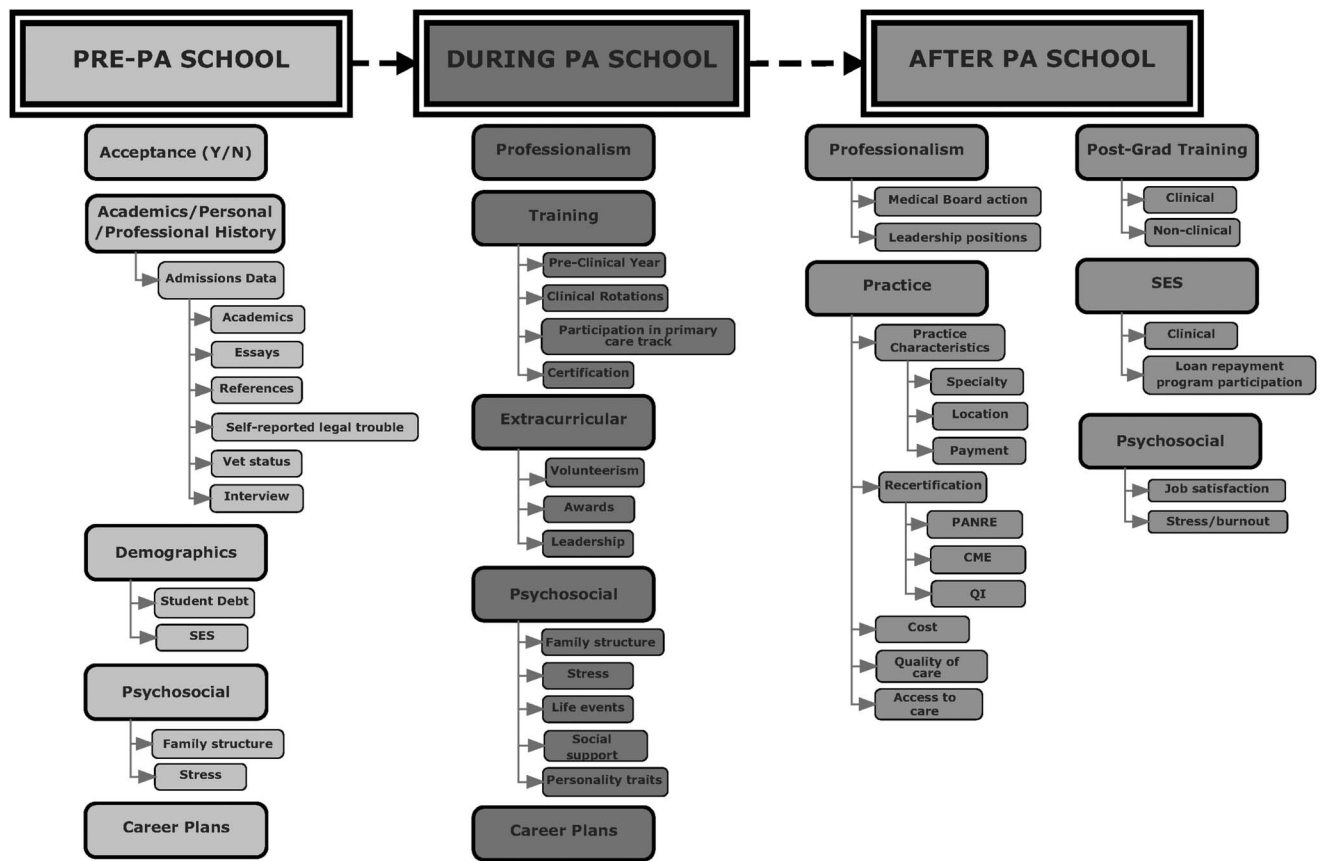 PRE-PA SCHOOL
Acceptance (Y/N)
Academics/Personal
/Professional History
Admissions Data
Academics
Essays
References
Self-reported legal trouble
Vet status
Interview
Demographics
Student Debt
SES
Psychosocial
Family structure
Stress
Career Plans
DURING PA SCHOOL
Professionalism
Training
Pre-Clinical Year
Clinical Rotations
Participation in primary
care track
Certification
Extracurricular
Volunteerism
Awards
Leadership
Psychosocial
Family structure
Stress
Life events
Social
support
Personality traits
Career Plans
AFTER PA SCHOOL
Professionalism
Medical Board action
Leadership positions
Practice
Practice
Characteristics
Specialty
Location
Payment
Recertification
PANRE
CME
QI
Cost
Quality of
care
Access to
care
Post-Grad Training
Clinical
Non-clinical
SES
Clinical
Loan repayment
program participation
Psychosocial
Job satisfaction
Stress/burnout